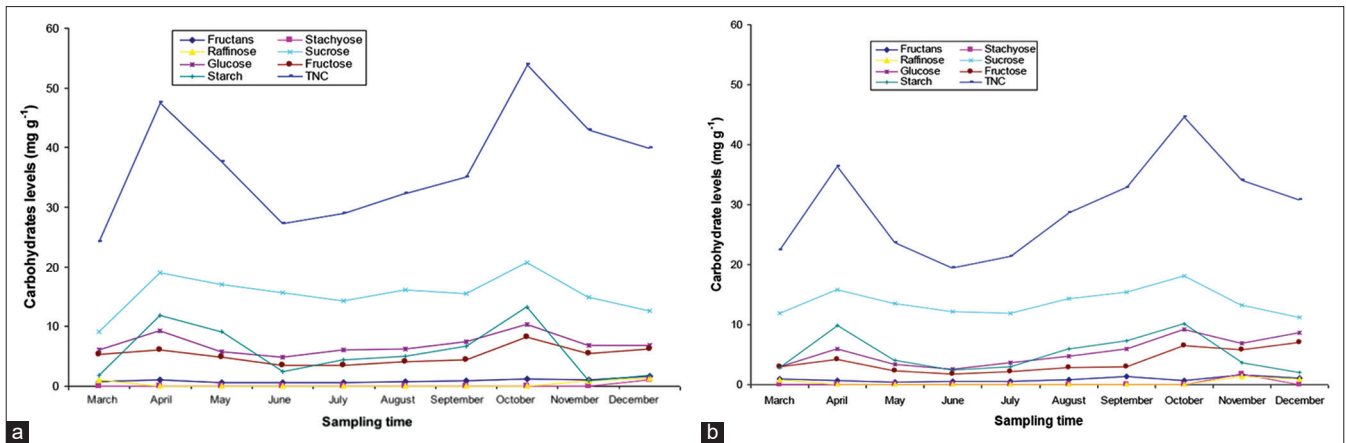 60
50
40
30
20
10
0
Carbohydrates levels (mg g-1)
Fructans Stachyose
Raffinose Sucrose
Glucose Fructose
Starch TNC
March April May June July August September October November December
Sampling time
a
60
50
40
30
20
10
0
Carbohydrate levels (mg g-1)
Fructans Stachyose
Raffinose Sucrose
Glucose Fructose
Starch TNC
March April May June July August September October November December
Sampling time
b